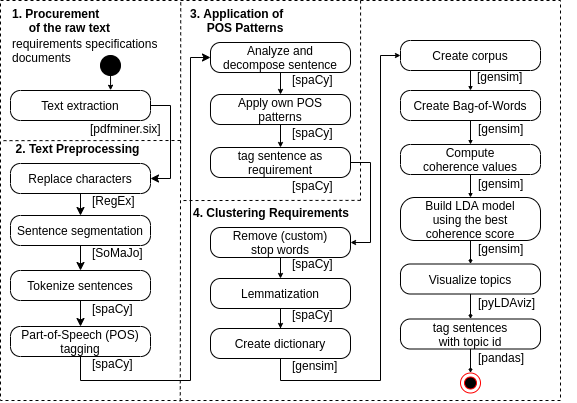 1. Procurement
of the raw text
requirements specifications
documents
Text extraction
[pdfminer.six]
2. Text Preprocessing
Replace characters
[RegEx]
Sentence segmentation
[SoMaJo]
Tokenize sentences
[spaCy]
Part-of-Speech (POS)
tagging
[spaCy]
3. Application of
POS Patterns
Analyze and
decompose sentence
[spaCy]
Apply own POS
patterns
[spaCy]
tag sentence as
requirement
[spaCy]
4. Clustering Requirements
Remove (custom)
stop words
[spaCy]
Lemmatization
[spaCy]
Create dictionary
[gensim]
Create corpus
[gensim]
Create Bag-of-Words
[gensim]
Compute
coherence values
[gensim]
Build LDA model
using the best
coherence score
[gensim]
Visualize topics
[pyLDAviz]
tag sentences
with topic id
[pandas]